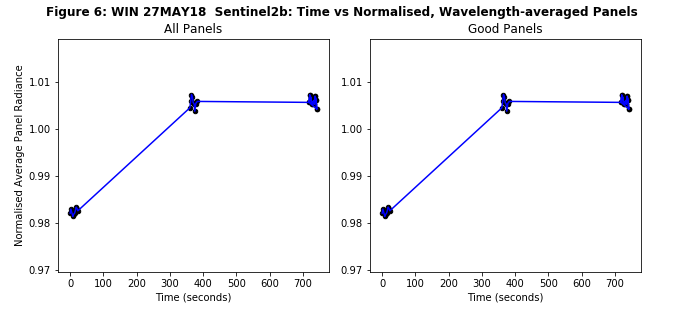 Figure 6: WIN 27MAY18  Sentinel2b: Time vs Normalised, Wavelength-averaged Panels
All Panels
Good Panels
Normalised Average Panel Radiance
1.01
1.00
0.99
0.98
0.97
0 100 200 300 400 500 600 700
Time (seconds)
1.01
1.00
0.99
0.98
0.97
0 100 200 300 400 500 600 700
Time (seconds)